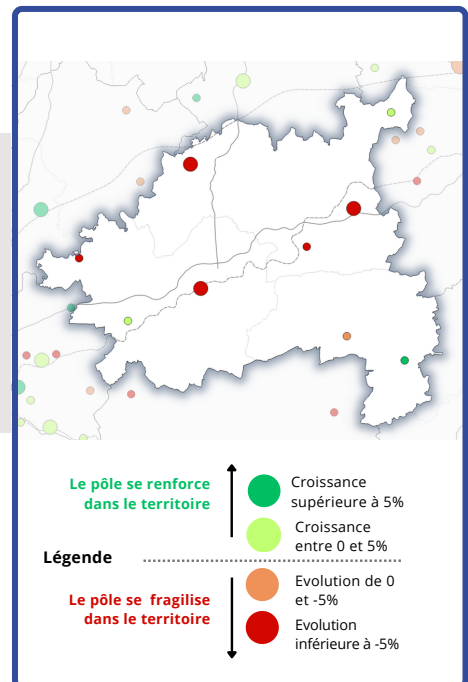 Le pôle se renforce
dans le territoire
Croissance
supérieure à 5%
Croissance
entre 0 et 5%
Légende
Le pôle se fragilise
dans le territoire
Evolution de 0
et -5%
Evolution
inférieure à -5%